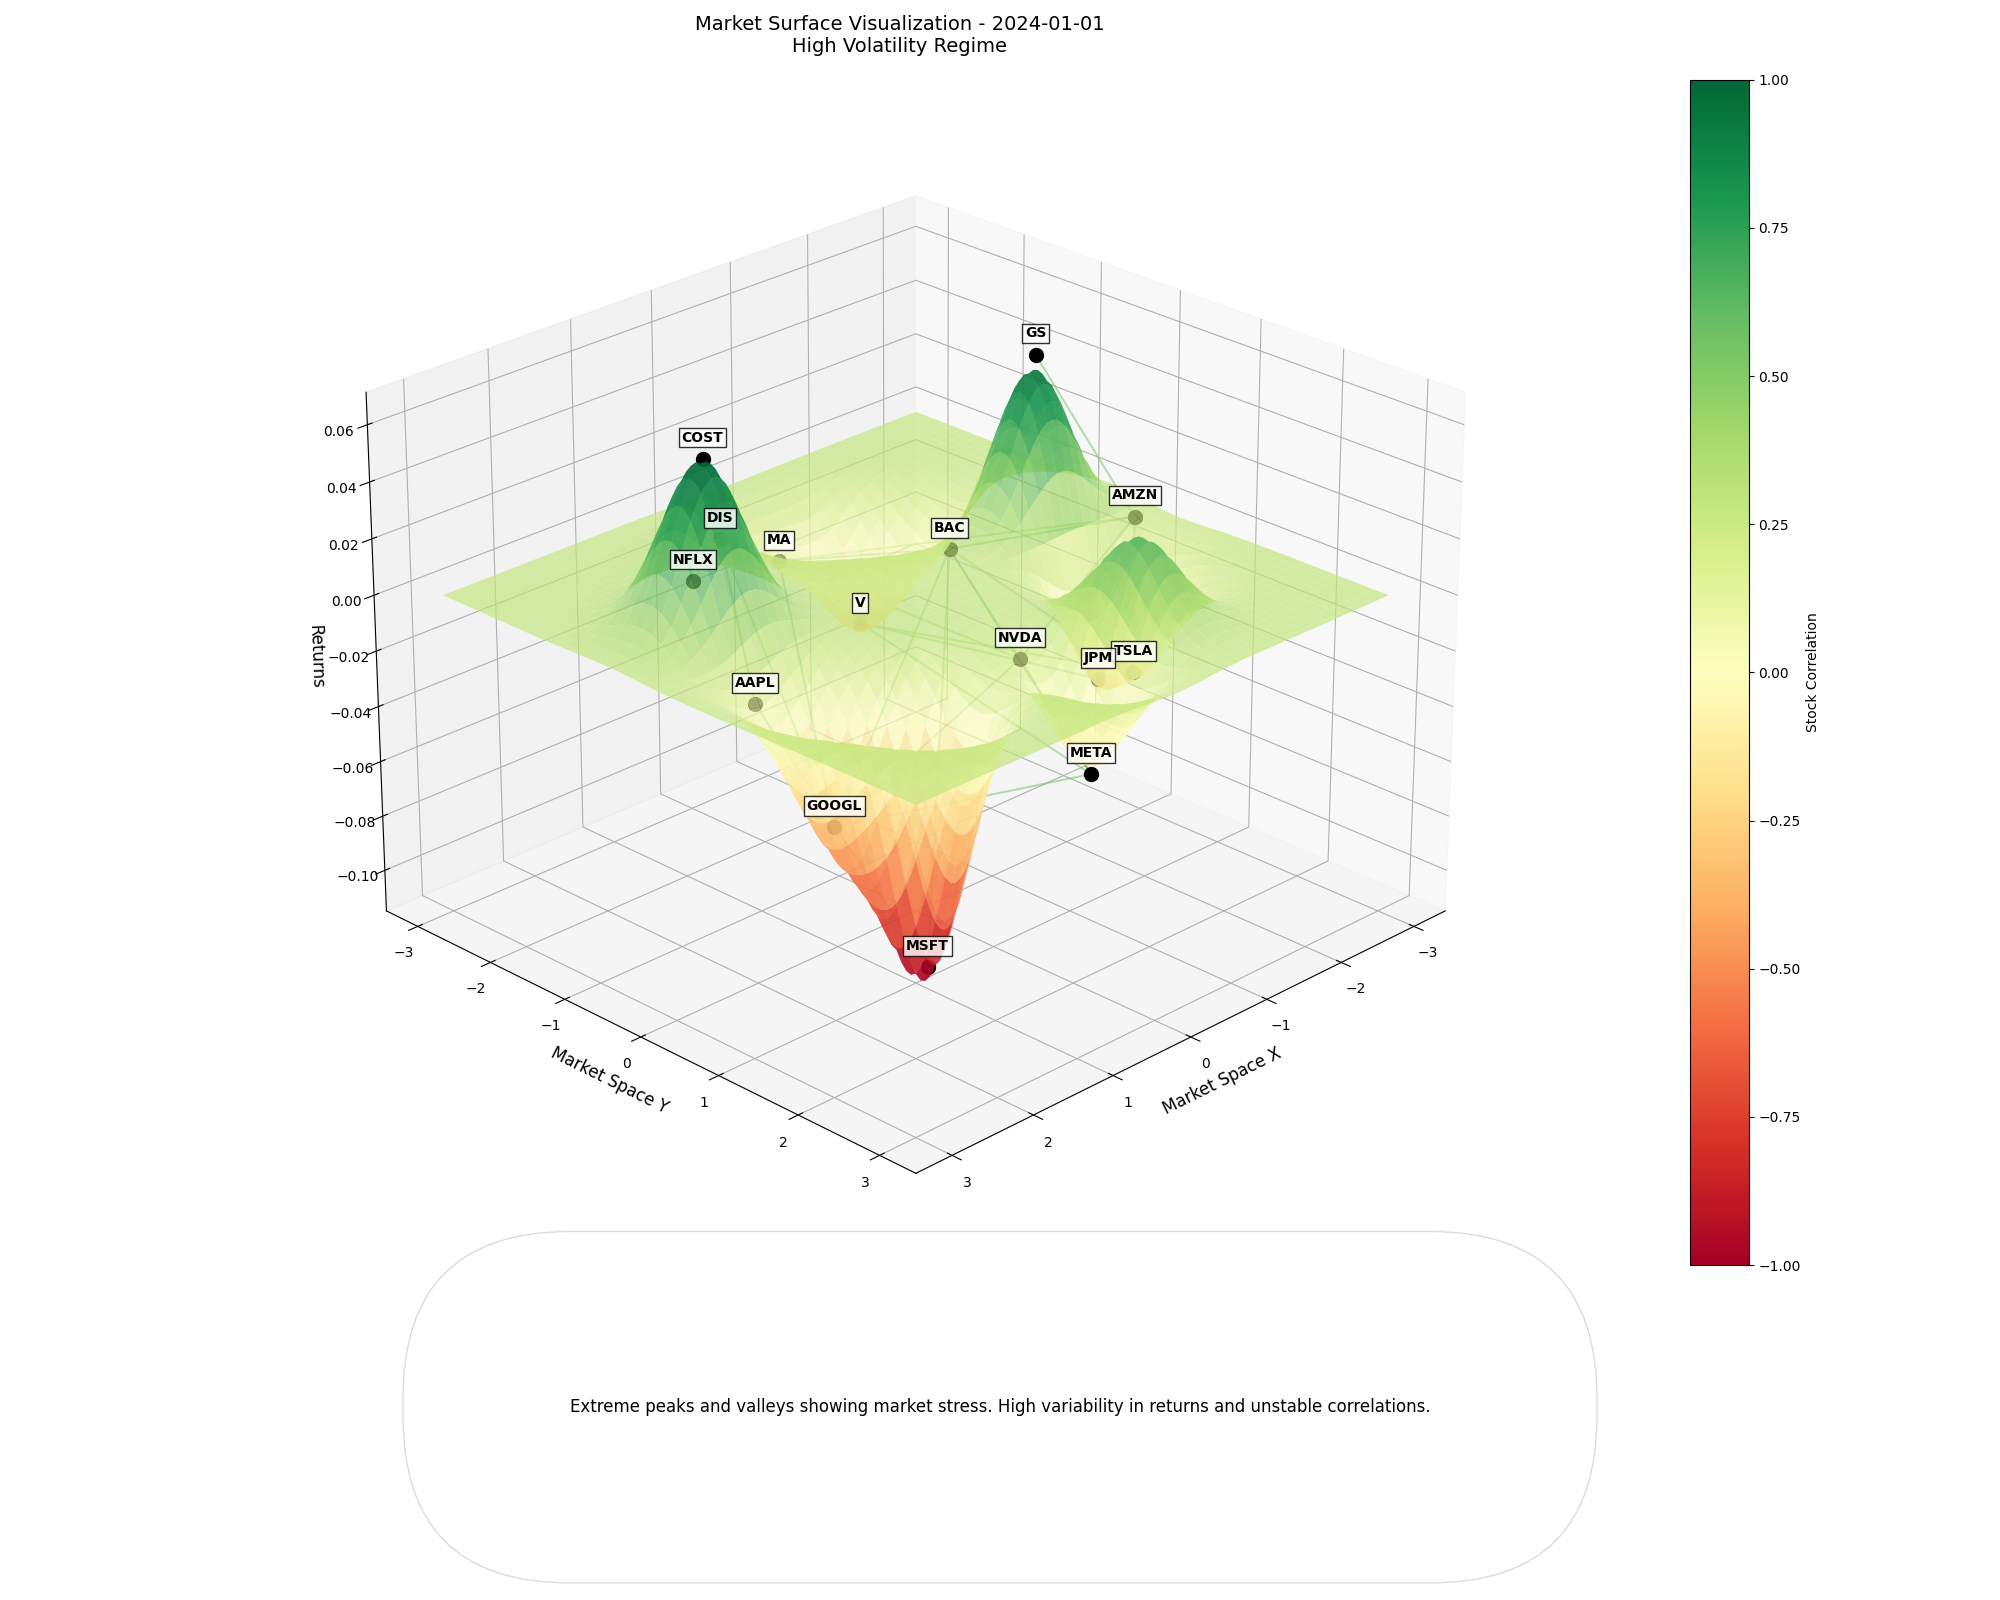 Market Surface Visualization - 2024-01-01
High Volatility Regime
1.00
0.75
0.50
0.25
0.00
−0.25
−0.50
−0.75
−1.00
Stock Correlation
GS
COST
AMZN
DIS
BAC
MA
NFLX
V
NVDA
JPM
TSLA
AAPL
META
GOOGL
MSFT
0.06
0.04
0.02
0.00
−0.02
−0.04
−0.06
−0.08
−0.10
Returns
−3
−2
−1
0
1
2
3
Market Space Y
−3
−2
−1
0
1
2
3
Market Space X
Extreme peaks and valleys showing market stress. High variability in returns and unstable correlations.